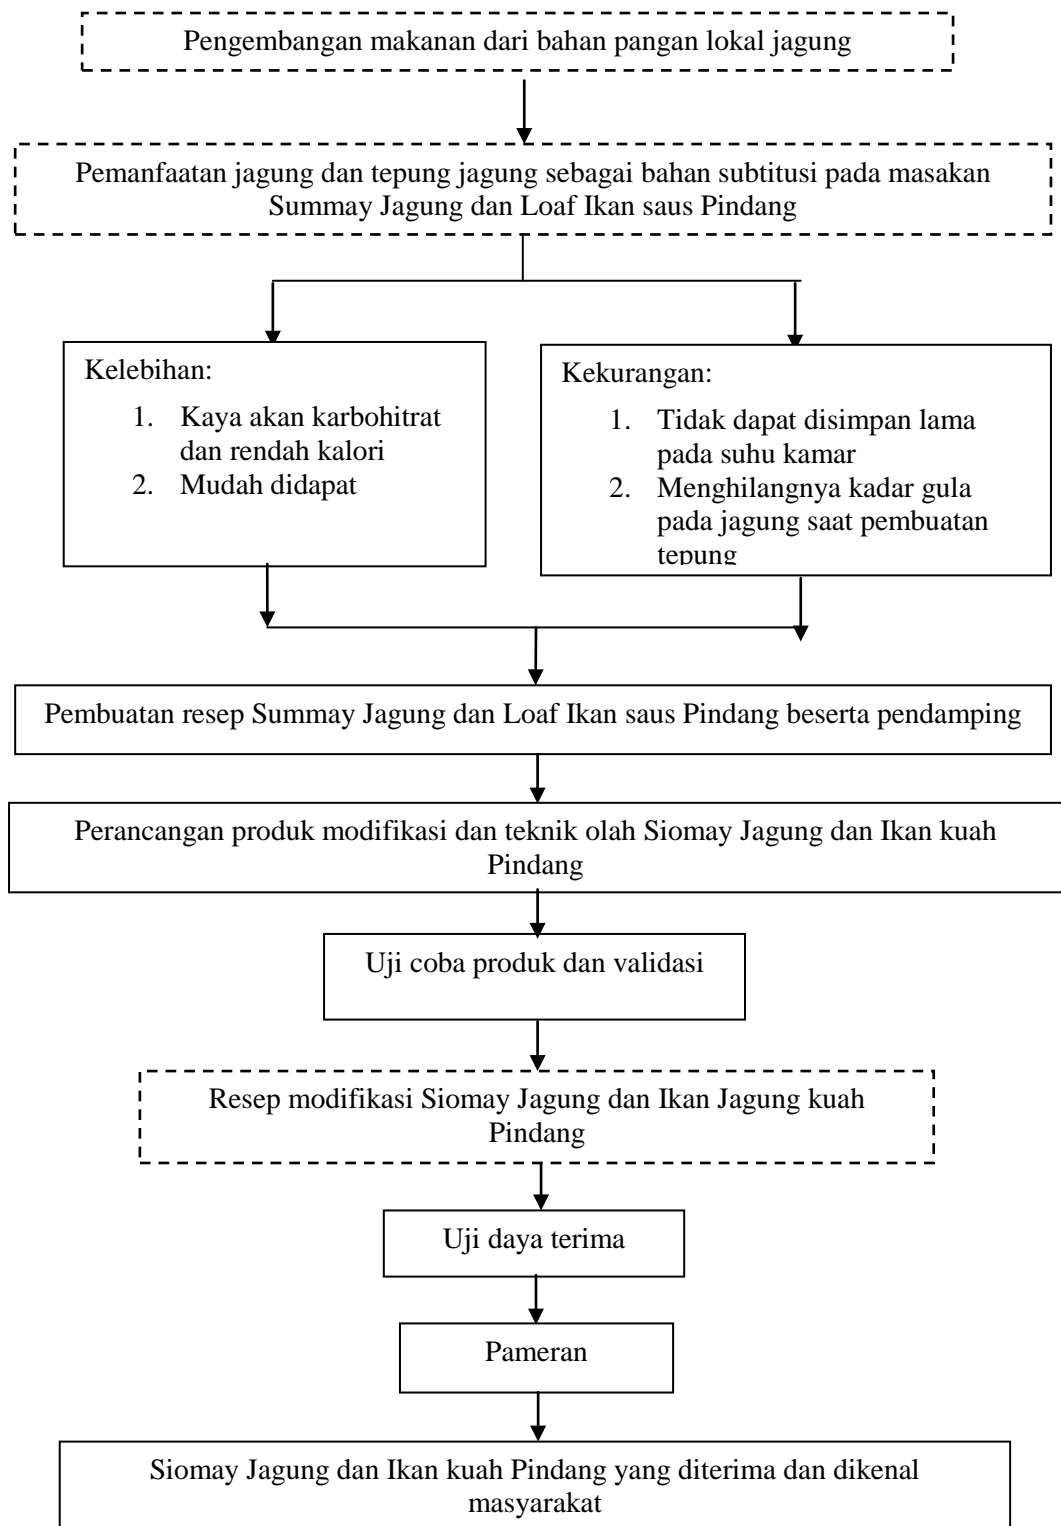 Pengembangan makanan dari bahan pangan lokal jagung
Pemanfaatan jagung dan tepung jagung sebagai bahan subtitusi pada masakan
Summay Jagung dan Loaf Ikan saus Pindang
Kelebihan:
1. Kaya akan karbohitrat
dan rendah kalori
2. Mudah didapat
Kekurangan:
1. Tidak dapat disimpan lama
pada suhu kamar
2. Menghilangnya kadar gula
pada jagung saat pembuatan
tepung
Pembuatan resep Summay Jagung dan Loaf Ikan saus Pindang beserta pendamping
Perancangan produk modifikasi dan teknik olah Siomay Jagung dan Ikan kuah
Pindang
Uji coba produk dan validasi
Resep modifikasi Siomay Jagung dan Ikan Jagung kuah
Pindang
Uji daya terima
Pameran
Siomay Jagung dan Ikan kuah Pindang yang diterima dan dikenal
masyarakat